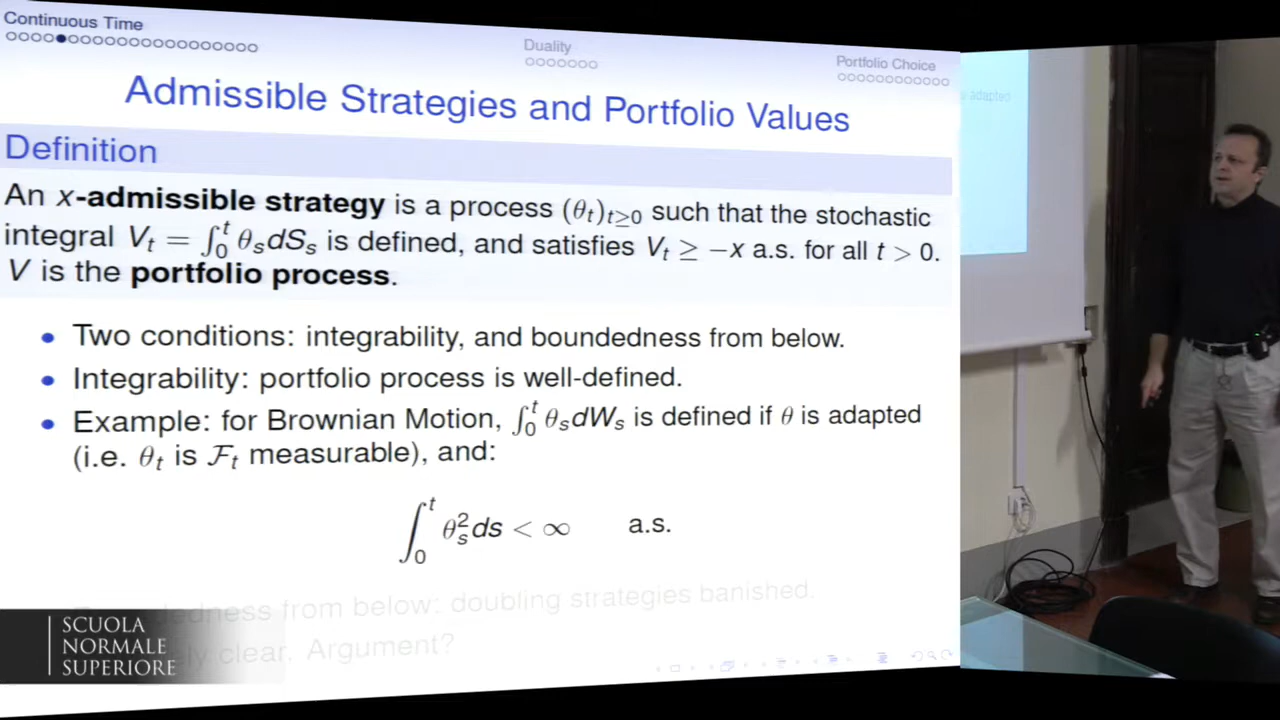 Continuous Time
Duality
Portfolio Choice
Admissible Strategies and Portfolio Values
Definition
An x-admissible strategy is a process (θ_t)_{t≥0} such that the stochastic
integral V_t = ∫_0^t θ_s dS_s is defined, and satisfies V_t ≥ −x a.s. for all t > 0.
V is the portfolio process.
• Two conditions: integrability, and boundedness from below.
• Integrability: portfolio process is well-defined.
• Example: for Brownian Motion, ∫_0^t θ_s dW_s is defined if θ is adapted
(i.e. θ_t is F_t measurable), and:
∫_0^t θ_s^2 ds < ∞ a.s.
from below: doubling strategies banished.
clear. Argument?
SCUOLA
NORMALE
SUPERIORE
adapted